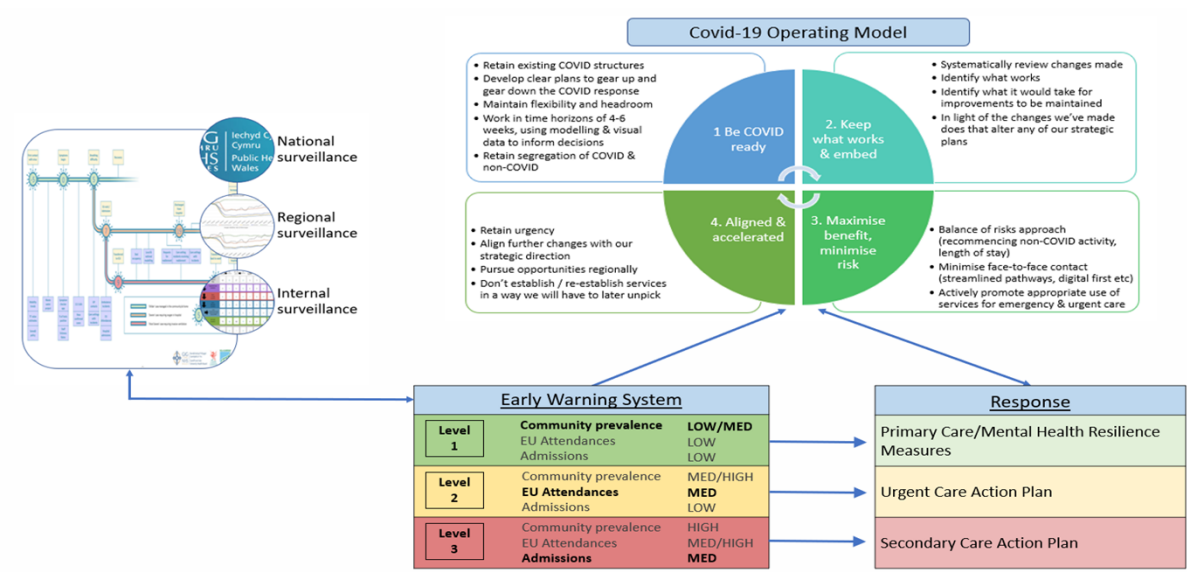 Covid-19 Operating Model
• Retain existing COVID structures
• Develop clear plans to gear up and
gear down the COVID response
• Maintain flexibility and headroom
• Work in time horizons of 4-6
weeks, using modelling & visual
data to inform decisions
• Retain segregation of COVID &
non-COVID
• Systematically review changes made
• Identify what works
• Identify what it would take for
improvements to be maintained
• In light of the changes we've made
does that alter any of our strategic
plans
1 Be COVID
ready
2. Keep
what works
& embed
4. Aligned &
accelerated
3. Maximise
benefit,
minimise
risk
• Retain urgency
• Align further changes with our
strategic direction
• Pursue opportunities regionally
• Don't establish / re-establish services
in a way we will have to later unpick
• Balance of risks approach
(recommencing non-COVID activity,
length of stay)
• Minimise face-to-face contact
(streamlined pathways, digital first etc)
• Actively promote appropriate use of
services for emergency & urgent care
Iechyd C
Cymru
Public He
Wales
National
surveillance
Regional
surveillance
Internal
surveillance
Early Warning System
Level
1
Community prevalence LOW/MED
EU Attendances LOW
Admissions LOW
Level
2
Community prevalence MED/HIGH
EU Attendances MED
Admissions LOW
Level
3
Community prevalence HIGH
EU Attendances MED/HIGH
Admissions MED
Response
Primary Care/Mental Health Resilience
Measures
Urgent Care Action Plan
Secondary Care Action Plan